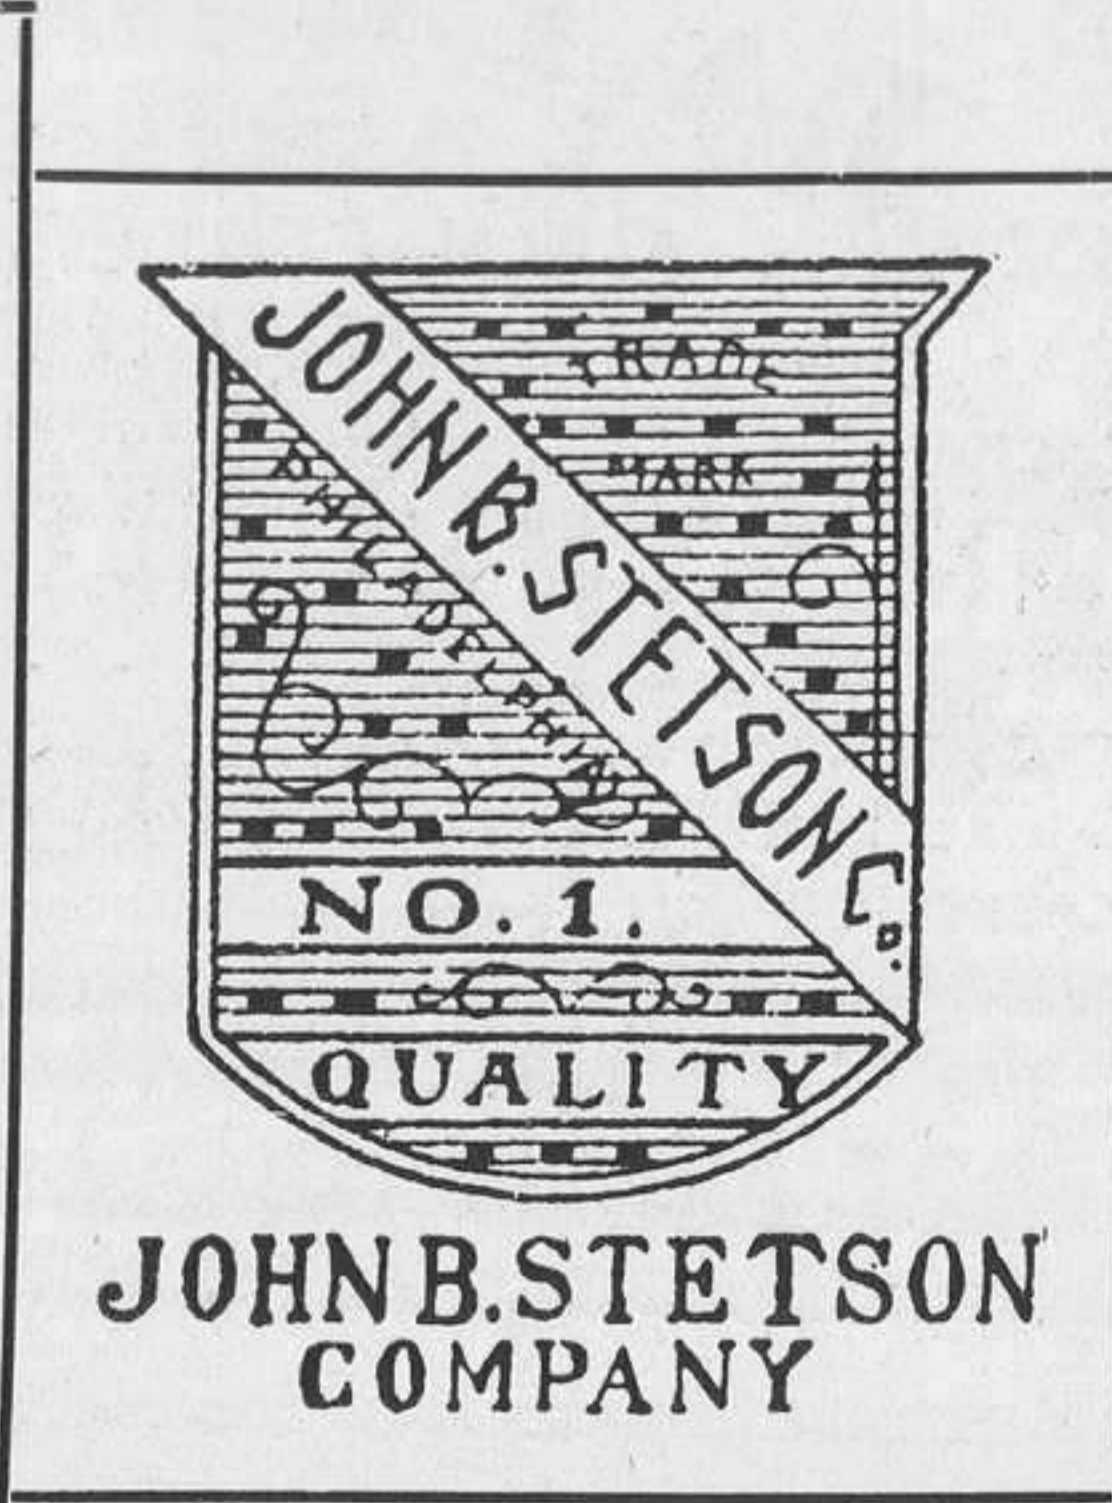 JOHN B. STETSON Co.
TRADE
MARK
PHILADELPHIA
NO. 1.
QUALITY
JOHN B. STETSON
COMPANY